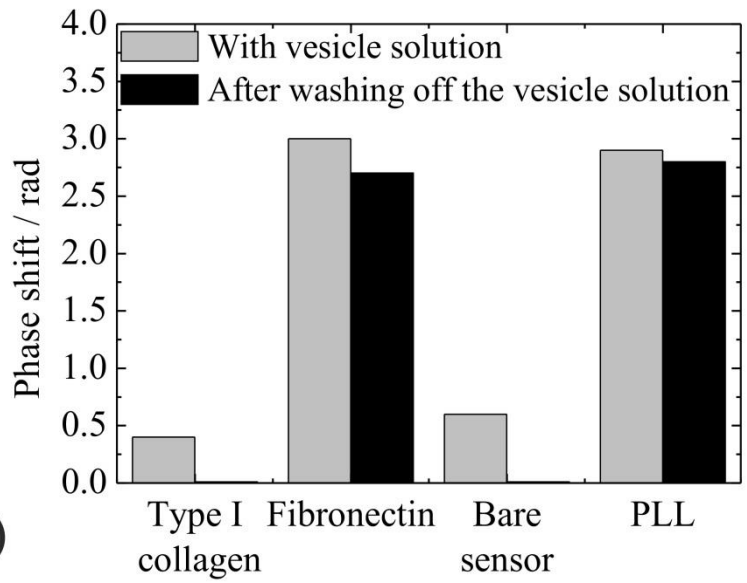 4.0
With vesicle solution
3.5
After washing off the vesicle solution
3.0
2.5
2.0
1.5
1.0
0.5
0.0
Phase shift / rad
Type I Fibronectin Bare PLL
collagen sensor
)